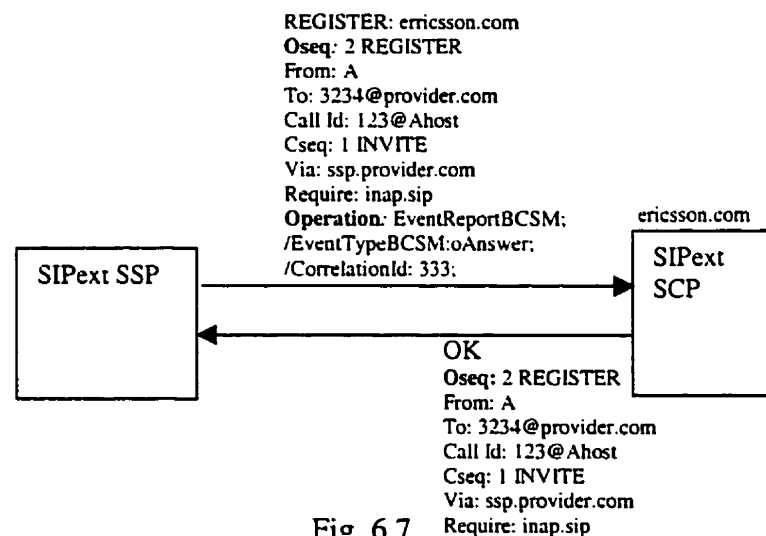 REGISTER: erricsson.com
Oseq: 2 REGISTER
From: A
To: 3234@provider.com
Call Id: 123@Ahost
Cseq: 1 INVITE
Via: ssp.provider.com
Require: inap.sip
Operation: EventReportBCSM;
/EventTypeBCSM:oAnswer;
/CorrelationId: 333;
ericsson.com
SIPext SSP
SIPext
SCP
OK
Oseq: 2 REGISTER
From: A
To: 3234@provider.com
Call Id: 123@Ahost
Cseq: 1 INVITE
Via: ssp.provider.com
Require: inap.sip
Fig. 6.7